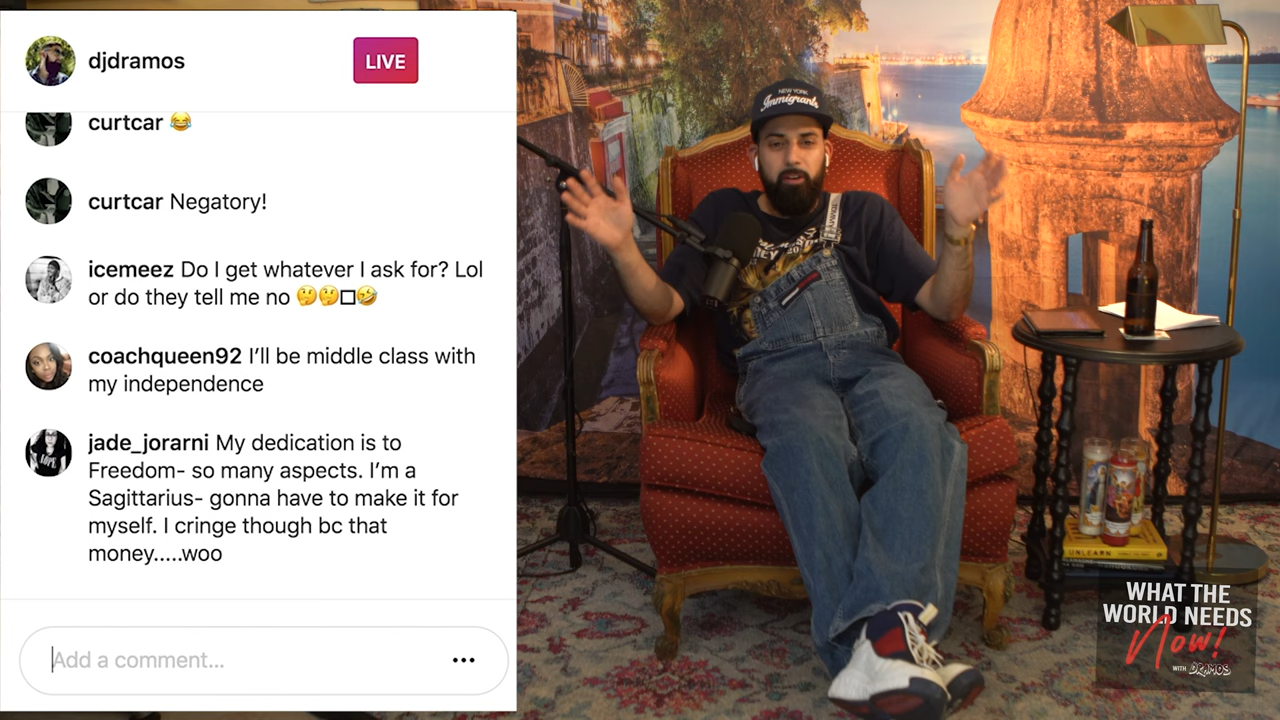 djdramos
LIVE
curtcar 😂
curtcar Negatory!
icemeez Do I get whatever I ask for? Lol
or do they tell me no 🤔🤔□🤣
coachqueen92 I’ll be middle class with
my independence
jade_jorarni My dedication is to
Freedom- so many aspects. I’m a
Sagittarius- gonna have to make it for
myself. I cringe though bc that
money.....woo
Add a comment...
NEW YORK
Immigrants
UNLEARN
WHAT THE
WORLD NEEDS
Now!
WITH DRAMOS